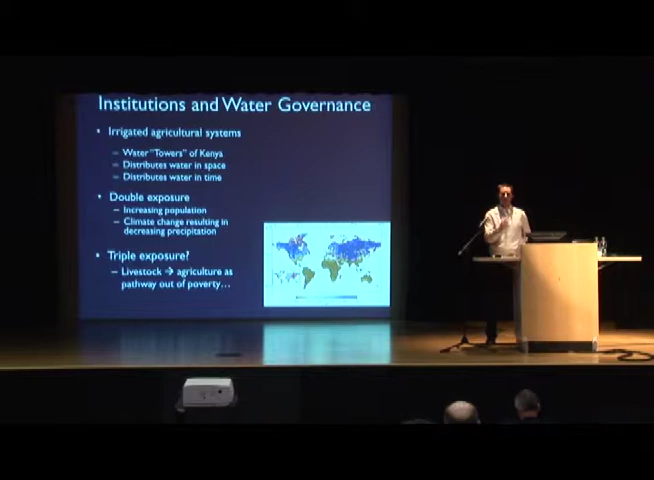 Institutions and Water Governance
• Irrigated agricultural systems
– Water "Towers" of Kenya
– Distributes water in space
– Distributes water in time
• Double exposure
– Increasing population
– Climate change resulting in
decreasing precipitation
• Triple exposure?
– Livestock → agriculture as
pathway out of poverty...